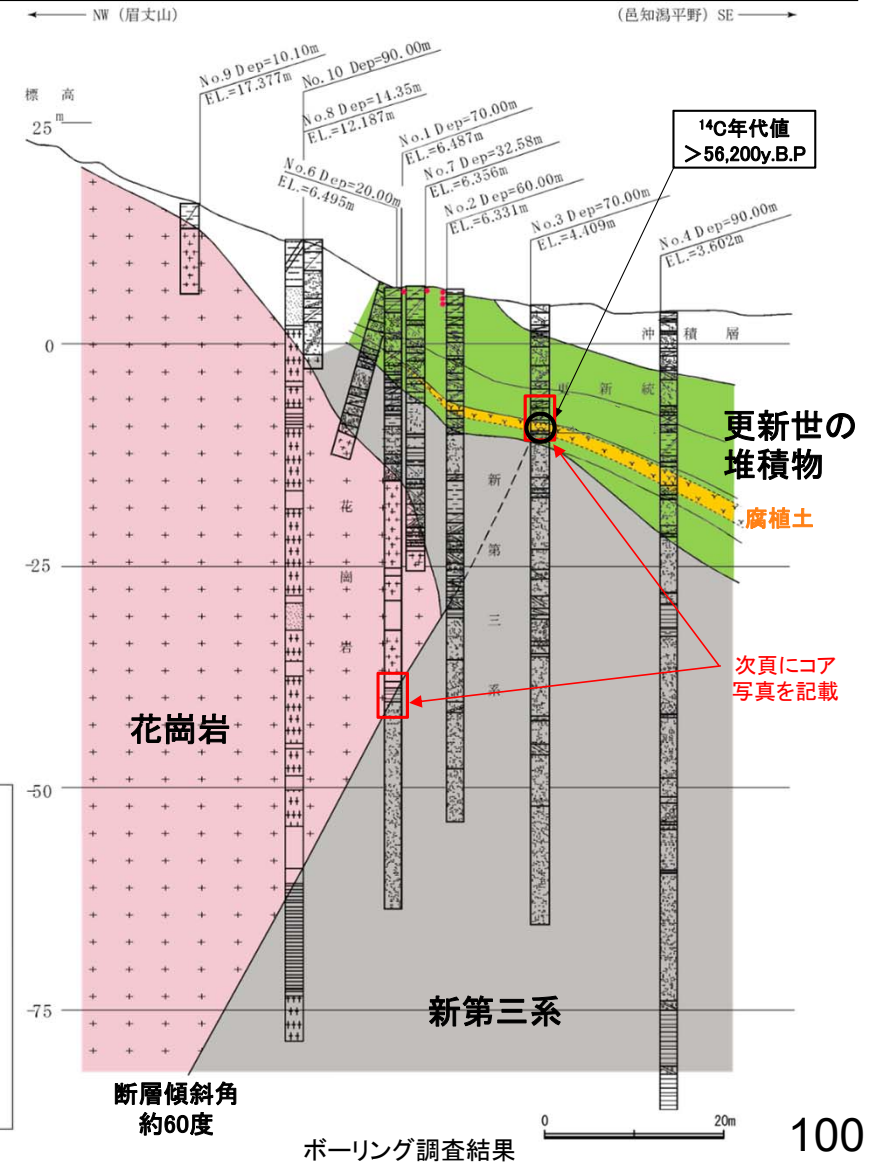 NW (眉丈山)
(邑知潟平野) SE
No.9 Dep=10.10m
EL.=17.377m
No.10 Dep=90.00m
No.8 Dep=14.35m
EL.=12.187m
No.1 Dep=70.00m
EL.=6.487m
No.6 Dep=20.00m
EL.=6.495m
No.7 Dep=32.58m
EL.=6.356m
No.2 Dep=60.00m
EL.=6.331m
No.3 Dep=70.00m
EL.=4.409m
No.4 Dep=90.00m
EL.=3.602m
標高
25 m
¹⁴C年代値
>56,200y.B.P
0
沖積層
更新統
更新世の
堆積物
腐植土
新第三系
花崗岩
-25
次頁にコア
写真を記載
花崗岩
-50
新第三系
-75
断層傾斜角
約60度
0 20m
ボーリング調査結果
100